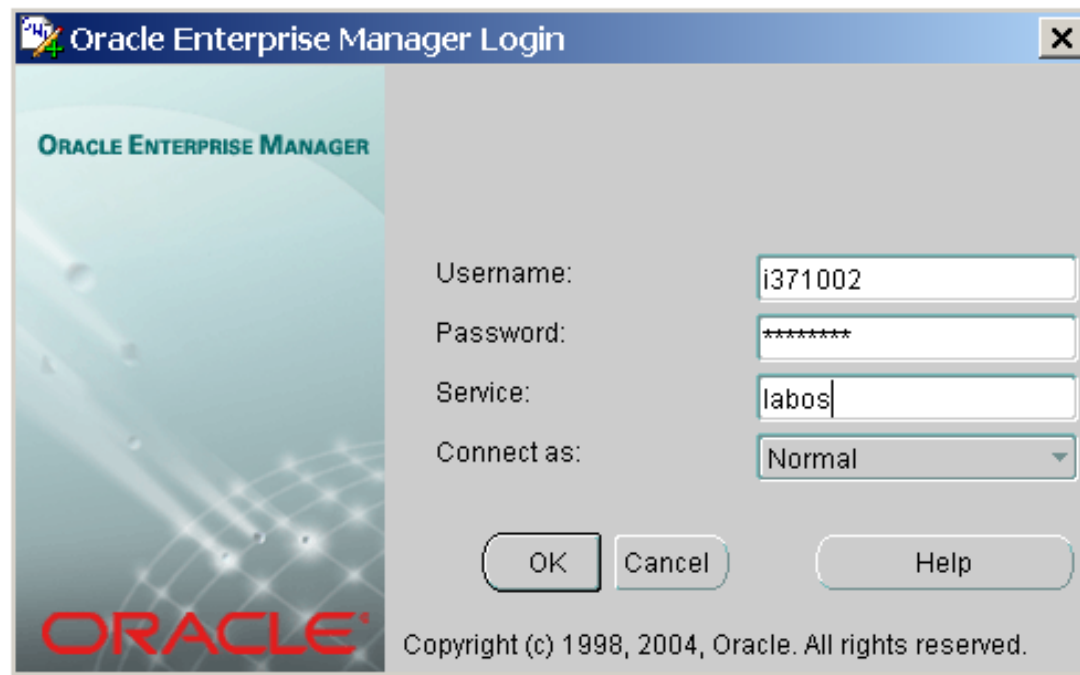 Oracle Enterprise Manager Login
ORACLE ENTERPRISE MANAGER
Username: i371002
Password: ********
Service: labos
Connect as: Normal
OK Cancel Help
ORACLE
Copyright (c) 1998, 2004, Oracle. All rights reserved.